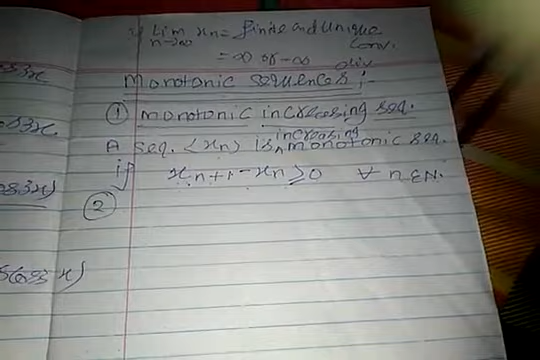 if lim xn = finite and unique
n→∞ conv.
= ∞ or -∞ div
monotonic sequences :-
① monotonic increasing seq.
A seq. <xn> is increasing monotonic seq.
if xn+1 - xn ≥ 0 ∀ n ∈ N.
②